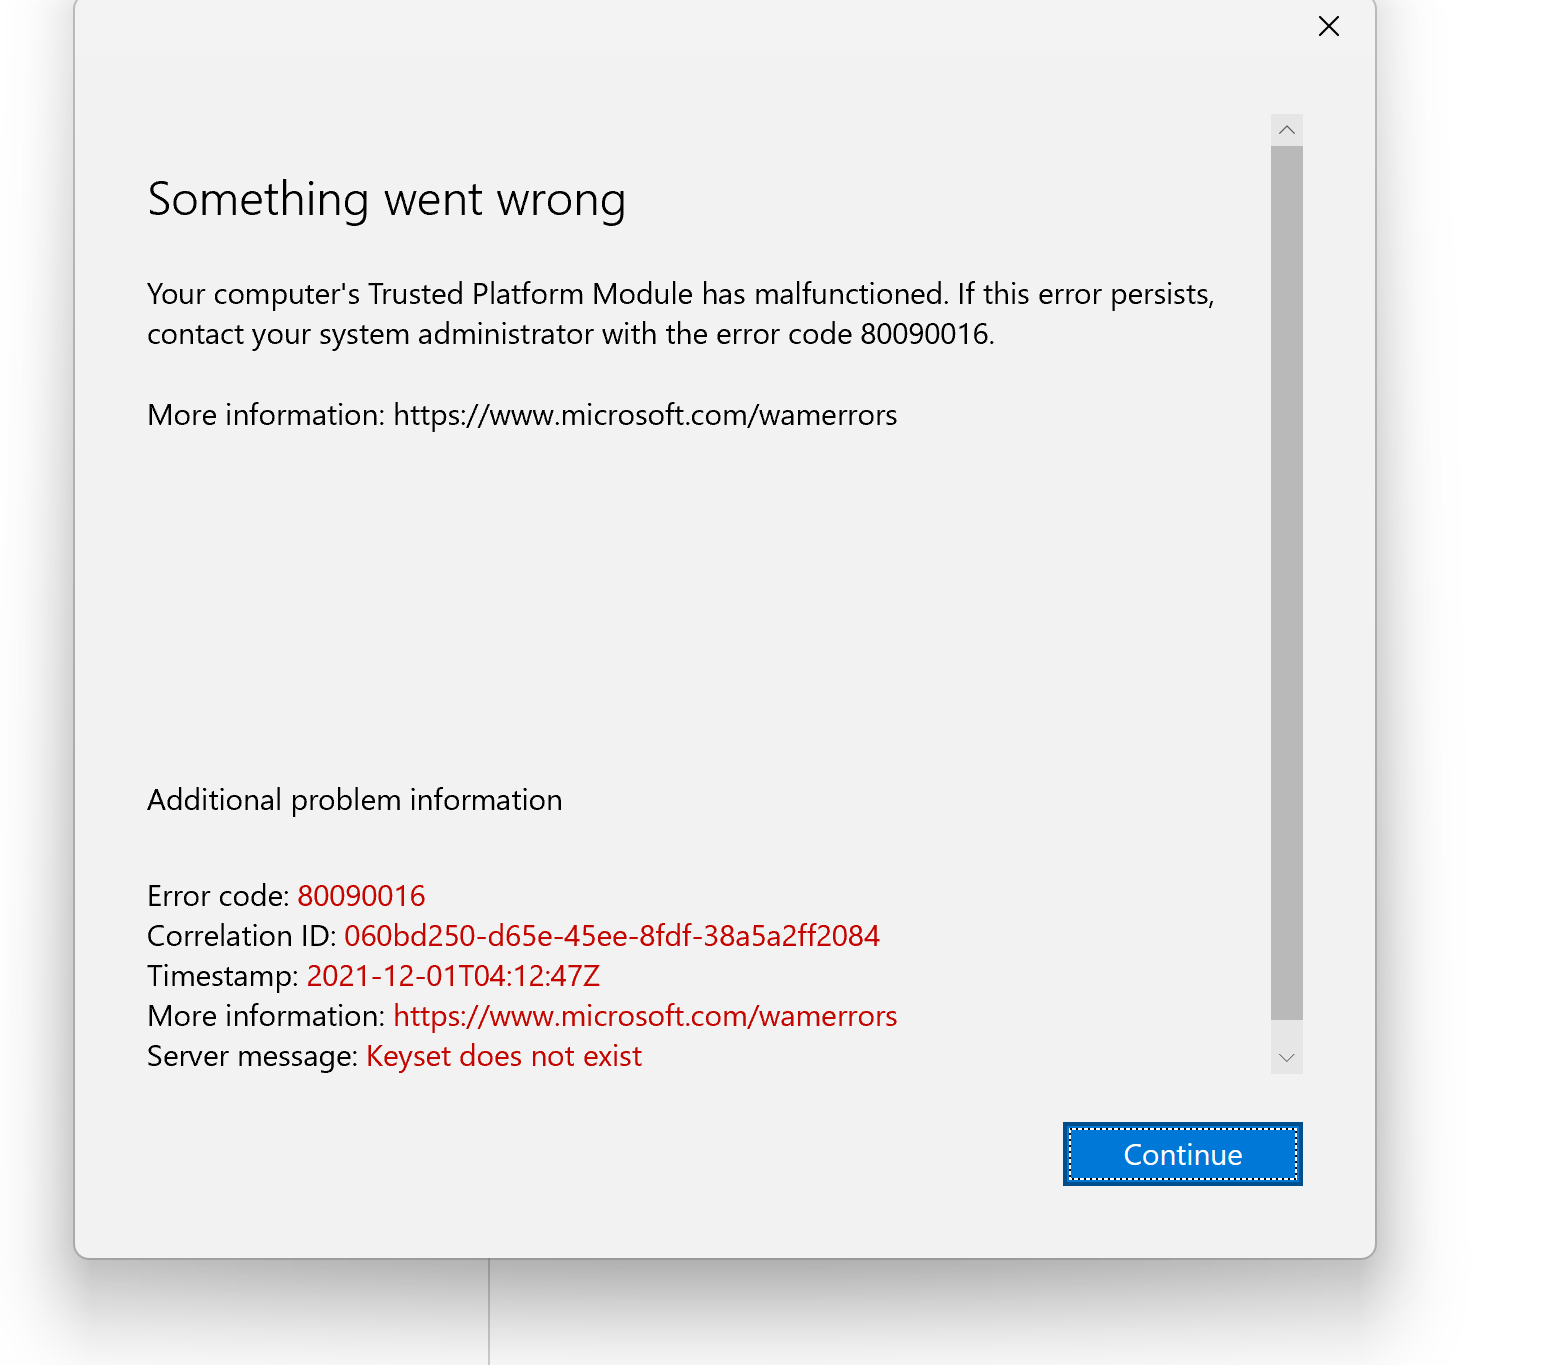 Something went wrong
Your computer's Trusted Platform Module has malfunctioned. If this error persists,
contact your system administrator with the error code 80090016.
More information: https://www.microsoft.com/wamerrors
Additional problem information
Error code: 80090016
Correlation ID: 060bd250-d65e-45ee-8fdf-38a5a2ff2084
Timestamp: 2021-12-01T04:12:47Z
More information: https://www.microsoft.com/wamerrors
Server message: Keyset does not exist
Continue